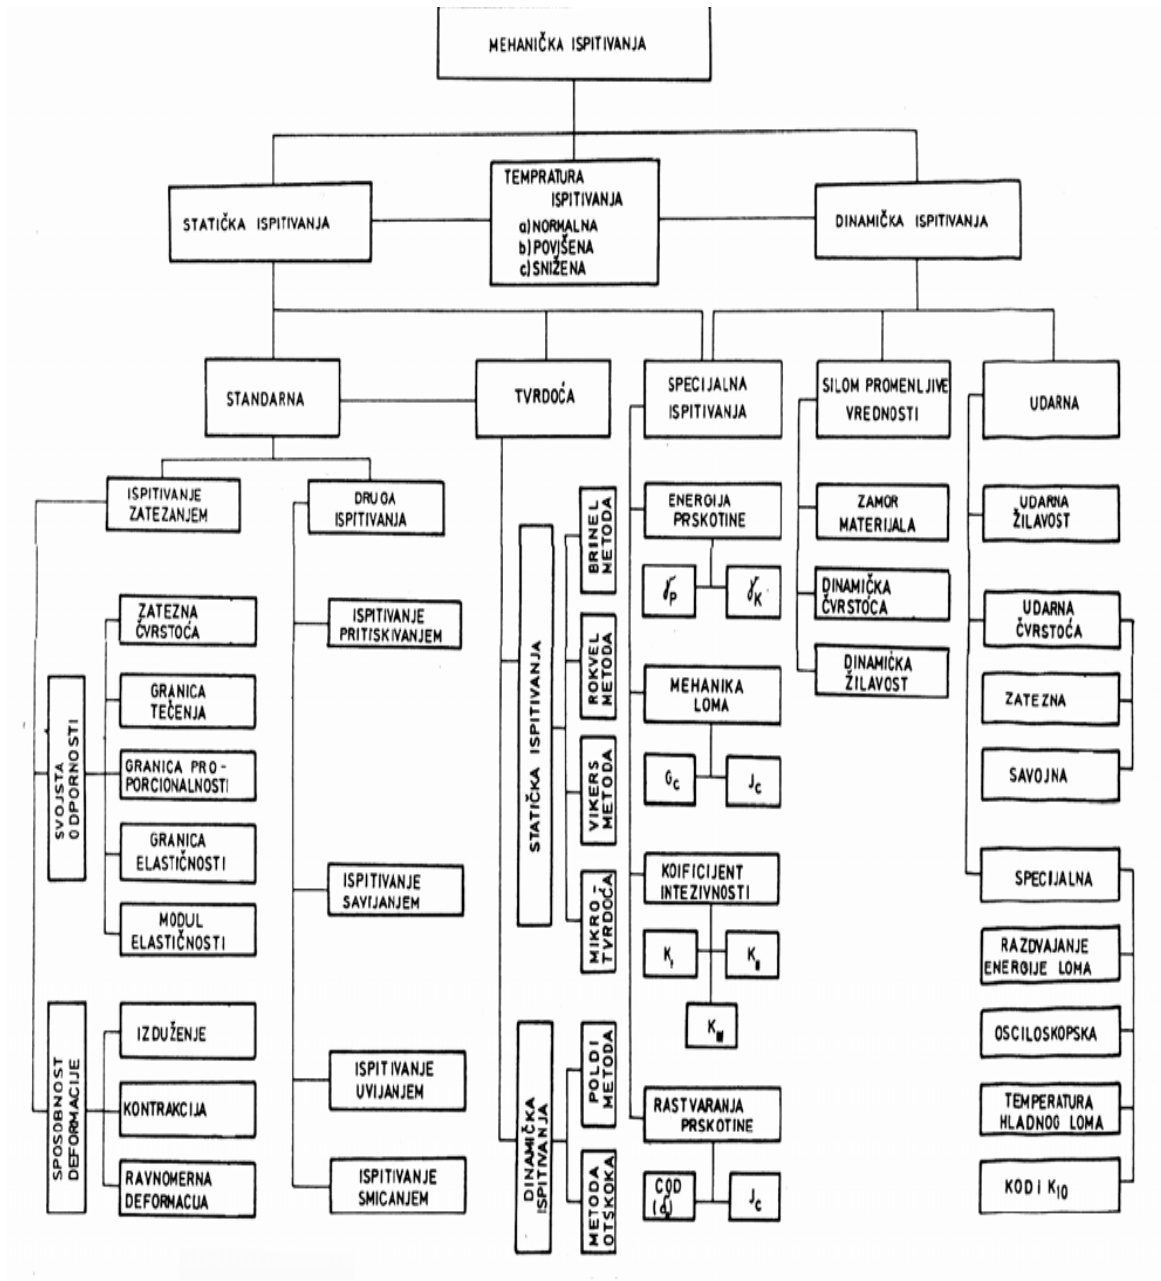 MEHANIČKA ISPITIVANJA
STATIČKA ISPITIVANJA
TEMPRATURA
ISPITIVANJA
a) NORMALNA
b) POVJŠENA
c) SNIŽENA
DINAMIČKA ISPITIVANJA
STANDARNA
TVRDOĆA
SPECIJALNA
ISPITIVANJA
SILOM PROMENLJIVE
VREDNOSTI
UDARNA
ISPITIVANJE
ZATEZANJEM
SVOJSTA
ODPORNOSTI
ZATEZNA
ČVRSTOĆA
GRANICA
TEČENJA
GRANICA PRO-
PORCIONALNOSTI
GRANICA
ELASTIČNOSTI
MODUL
ELASTIČNOSTI
SPOSOBNOST
DEFORMACIJE
IZDUŽENJE
KONTRAKCIJA
RAVNOMERNA
DEFORMACIJA
DRUGA
ISPITIVANJA
ISPITIVANJE
PRITISKIVANJEM
ISPITIVANJE
SAVIJANJEM
ISPITIVANJE
UVIJANJEM
ISPITIVANJE
SMICANJEM
STATIČKA ISPITIVANJA
BRINEL
METODA
ROKVEL
METODA
VIKERS
METODA
MIKRO-
TVRDOĆA
DINAMIČKA
ISPITIVANJA
POLDI
METODA
METODA
OTSKOKA
ENERGIJA
PRSKOTINE
γP
γK
MEHANIKA
LOMA
GC
JC
KOIFICIJENT
INTEZIVNOSTI
KI
KII
KIII
RASTVARANJA
PRSKOTINE
COD
JC
ZAMOR
MATERIJALA
DINAMIČKA
ČVRSTOĆA
DINAMIČKA
ŽILAVOST
UDARNA
ŽILAVOST
UDARNA
ČVRSTOĆA
ZATEZNA
SAVOJNA
SPECIJALNA
RAZDVAJANJE
ENERGIJE LOMA
OSCILOSKOPSKA
TEMPERATURA
HLADNOG LOMA
KOD I K10